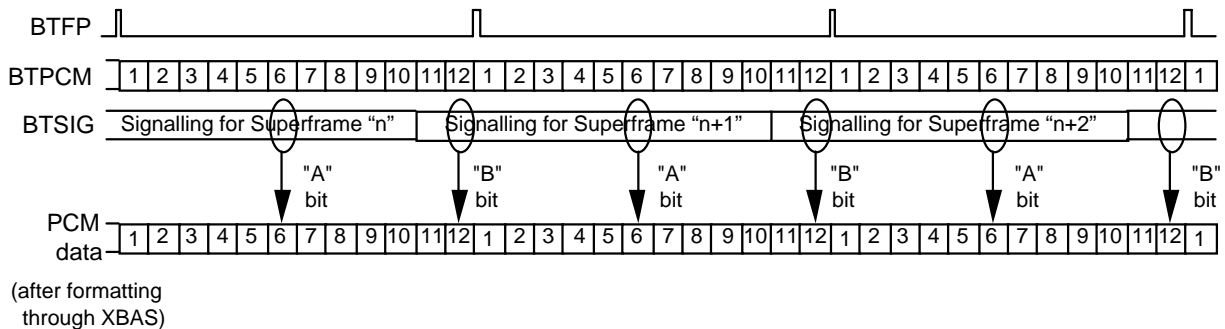 BTFP
BTPCM 1 2 3 4 5 6 7 8 9 10 11 12 1 2 3 4 5 6 7 8 9 10 11 12 1 2 3 4 5 6 7 8 9 10 11 12 1
BTSIG Signalling for Superframe “n” Signalling for Superframe “n+1” Signalling for Superframe “n+2”
"A" "B" "A" "B" "A" "B"
bit bit bit bit bit bit
PCM
data 1 2 3 4 5 6 7 8 9 10 11 12 1 2 3 4 5 6 7 8 9 10 11 12 1 2 3 4 5 6 7 8 9 10 11 12 1
(after formatting
through XBAS)